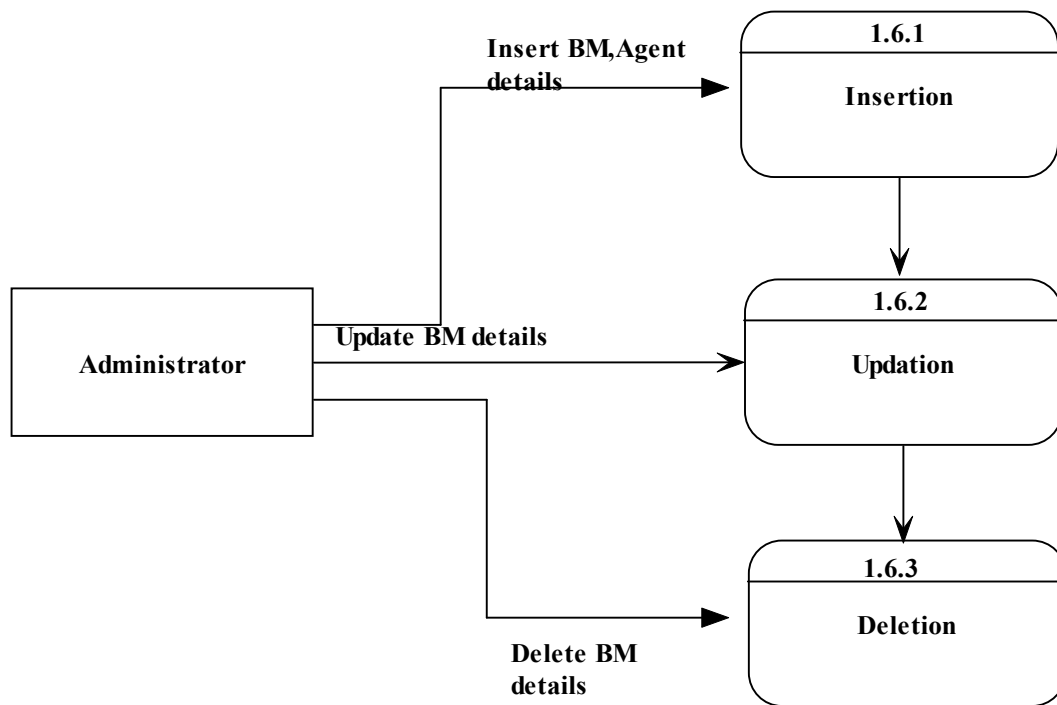 1.6.1
Insert BM,Agent
details
Insertion
1.6.2
Update BM details
Administrator
Updation
1.6.3
Deletion
Delete BM
details